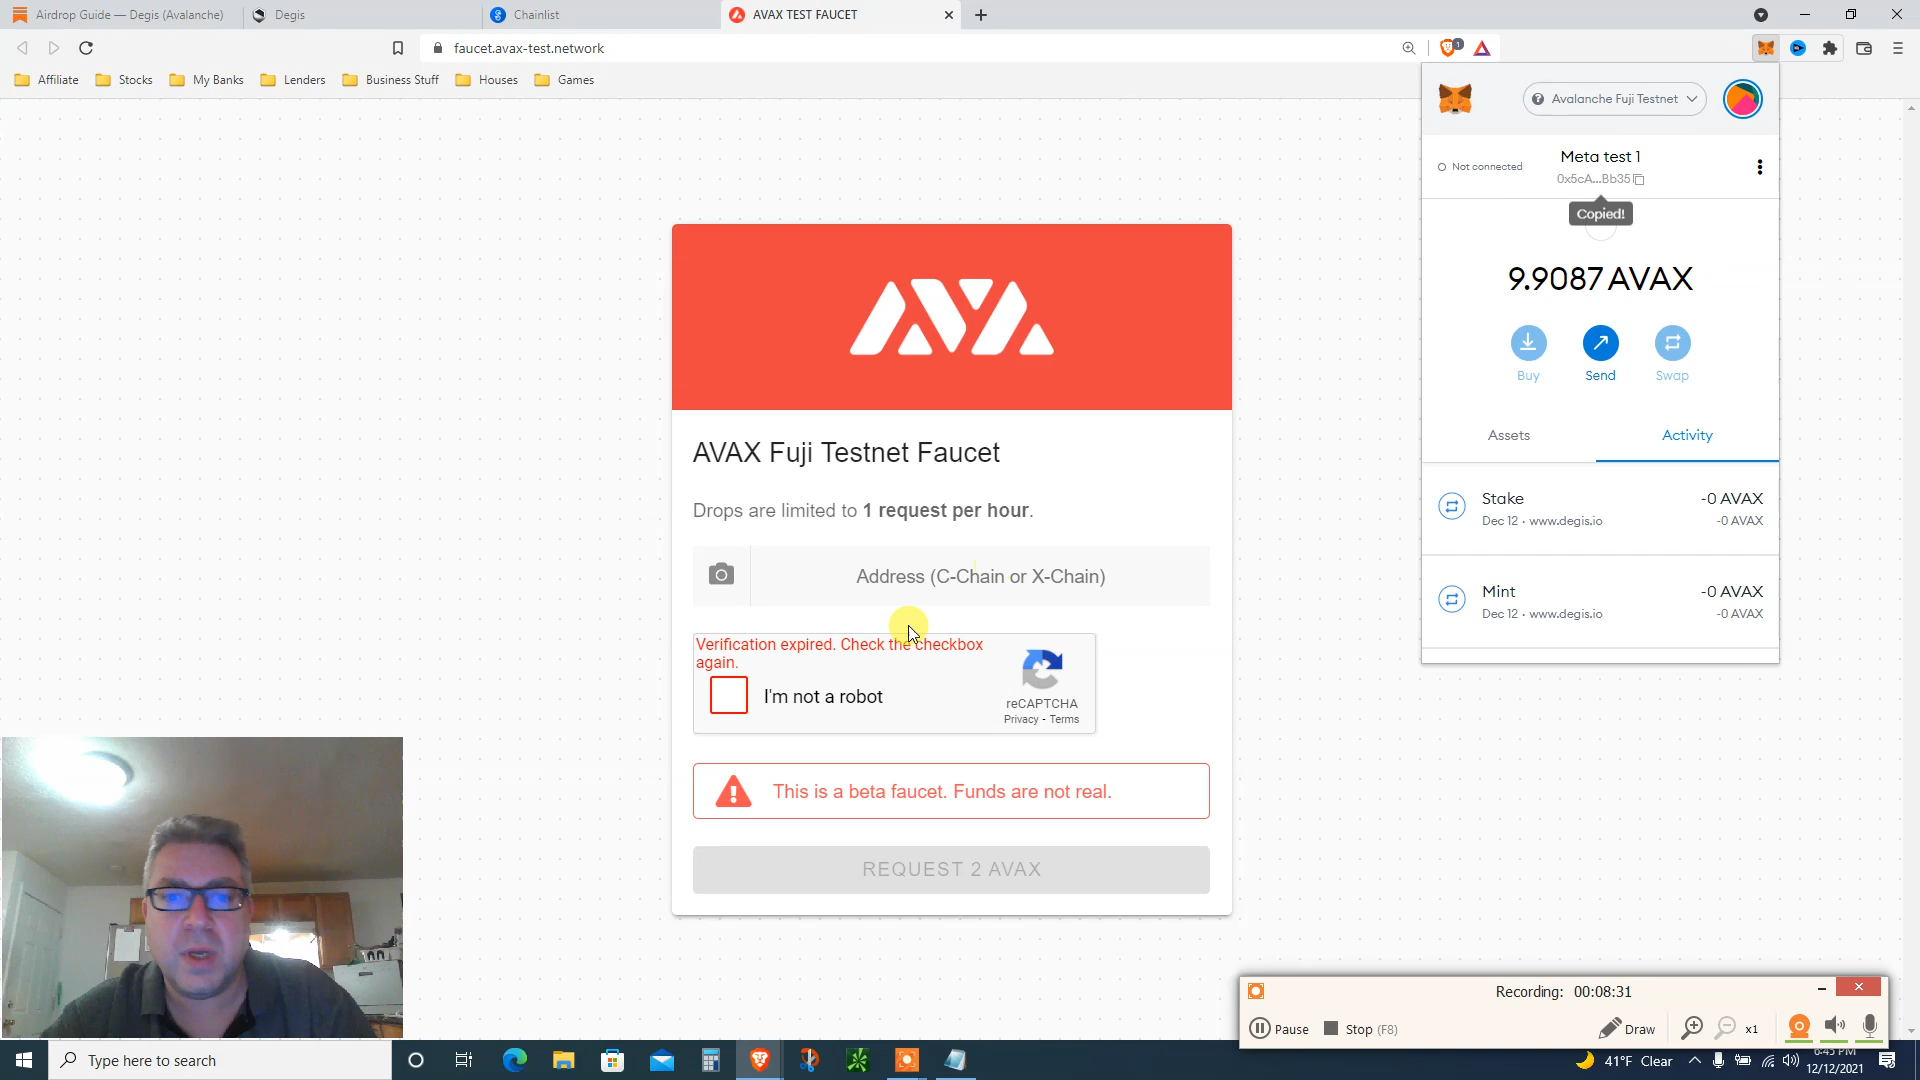 Airdrop Guide — Degis (Avalanche)
Degis
Chainlist
AVAX TEST FAUCET
faucet.avax-test.network
1
Affiliate
Stocks
My Banks
Lenders
Business Stuff
Houses
Games
Avalanche Fuji Testnet
Not connected
Meta test 1
0x5cA...Bb35
Copied!
9.9087 AVAX
Buy
Send
Swap
Assets
Activity
Stake
-0 AVAX
Dec 12 · www.degis.io
-0 AVAX
Mint
-0 AVAX
Dec 12 · www.degis.io
-0 AVAX
AVAX Fuji Testnet Faucet
Drops are limited to 1 request per hour.
Address (C-Chain or X-Chain)
Verification expired. Check the checkbox
again.
I'm not a robot
reCAPTCHA
Privacy - Terms
This is a beta faucet. Funds are not real.
REQUEST 2 AVAX
Recording: 00:08:31
Pause
Stop (F8)
Draw
x1
Type here to search
41°F Clear
6:45 PM
12/12/2021